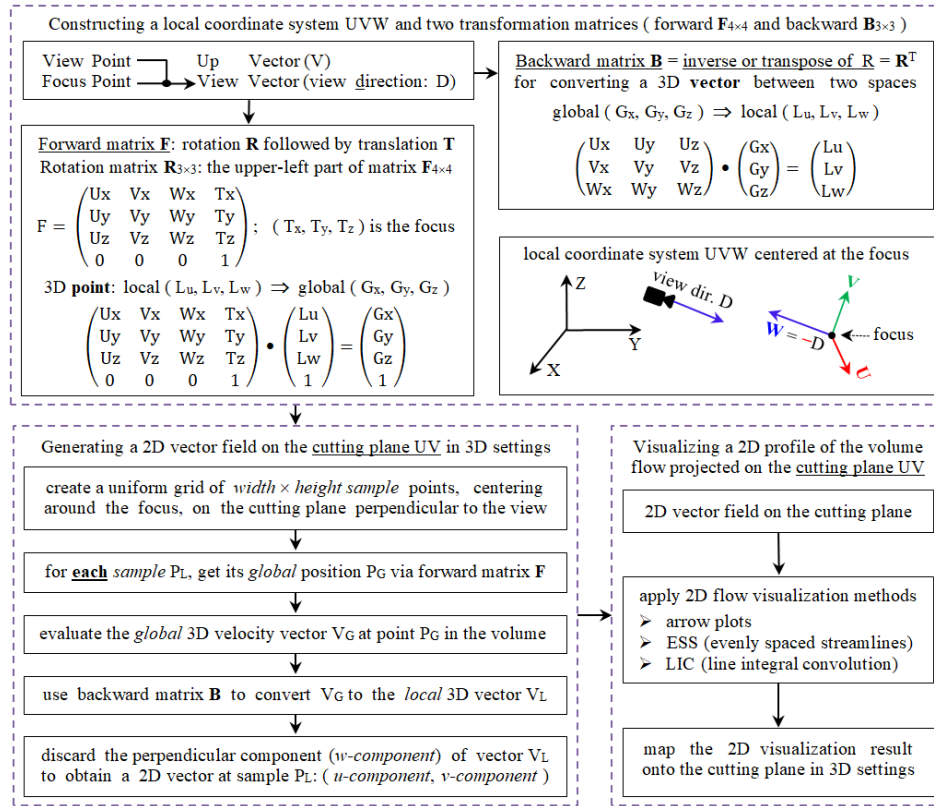 Constructing a local coordinate system UVW and two transformation matrices ( forward F4×4 and backward B3×3 )
View Point Up Vector (V)
Focus Point View Vector (view direction: D)
Backward matrix B = inverse or transpose of R = Rᵀ
for converting a 3D vector between two spaces
global ( Gx, Gy, Gz ) ⇒ local ( Lu, Lv, Lw )
Ux Uy Uz Gx Lu
Vx Vy Vz • Gy = Lv
Wx Wy Wz Gz Lw
Forward matrix F: rotation R followed by translation T
Rotation matrix R3×3: the upper-left part of matrix F4×4
Ux Vx Wx Tx
F = Uy Vy Wy Ty ; ( Tx, Ty, Tz ) is the focus
Uz Vz Wz Tz
0 0 0 1
3D point: local ( Lu, Lv, Lw ) ⇒ global ( Gx, Gy, Gz )
Ux Vx Wx Tx Lu Gx
Uy Vy Wy Ty • Lv = Gy
Uz Vz Wz Tz Lw Gz
0 0 0 1 1 1
local coordinate system UVW centered at the focus
Z
Y
X
view dir. D
V
W = −D
focus
U
Generating a 2D vector field on the cutting plane UV in 3D settings
create a uniform grid of width × height sample points, centering
around the focus, on the cutting plane perpendicular to the view
for each sample PL, get its global position PG via forward matrix F
evaluate the global 3D velocity vector VG at point PG in the volume
use backward matrix B to convert VG to the local 3D vector VL
discard the perpendicular component (w-component) of vector VL
to obtain a 2D vector at sample PL: ( u-component, v-component )
Visualizing a 2D profile of the volume
flow projected on the cutting plane UV
2D vector field on the cutting plane
apply 2D flow visualization methods
➢ arrow plots
➢ ESS (evenly spaced streamlines)
➢ LIC (line integral convolution)
map the 2D visualization result
onto the cutting plane in 3D settings